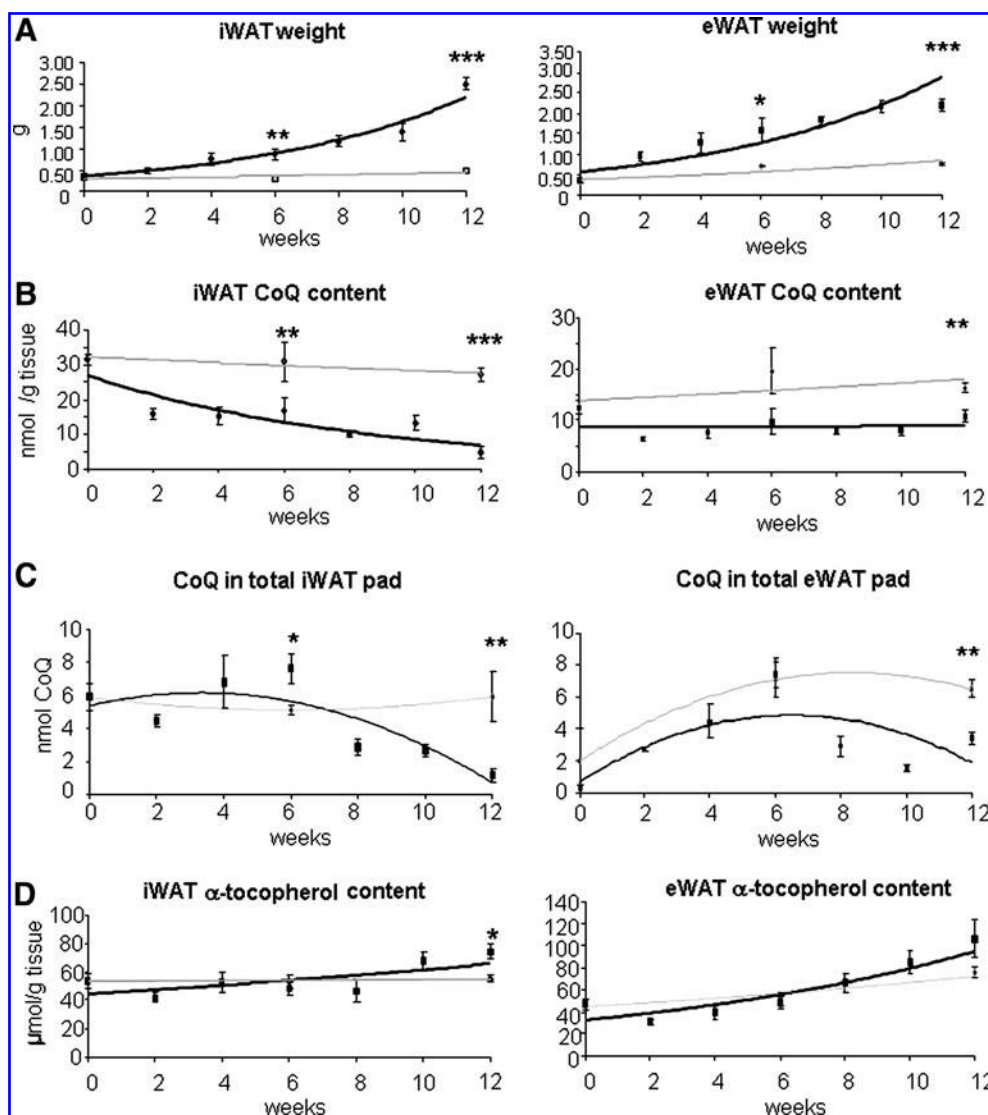 A
iWAT weight
3.00
2.50
2.00
1.50
1.00
0.50
0
g
**
***
0 2 4 6 8 10 12
weeks
eWAT weight
3.50
3.00
2.50
2.00
1.50
1.00
0.50
0
*
***
0 2 4 6 8 10 12
weeks
B
iWAT CoQ content
40
30
20
10
0
nmol /g tissue
**
***
0 2 4 6 8 10 12
weeks
eWAT CoQ content
30
20
10
0
**
0 2 4 6 8 10 12
weeks
C
CoQ in total iWAT pad
10
8
6
4
2
0
nmol CoQ
*
**
0 2 4 6 8 10 12
weeks
CoQ in total eWAT pad
10
8
6
4
2
0
**
0 2 4 6 8 10 12
weeks
D
iWAT α-tocopherol content
100
80
60
40
20
0
µmol/g tissue
*
0 2 4 6 8 10 12
weeks
eWAT α-tocopherol content
140
120
100
80
60
40
20
0
0 2 4 6 8 10 12
weeks